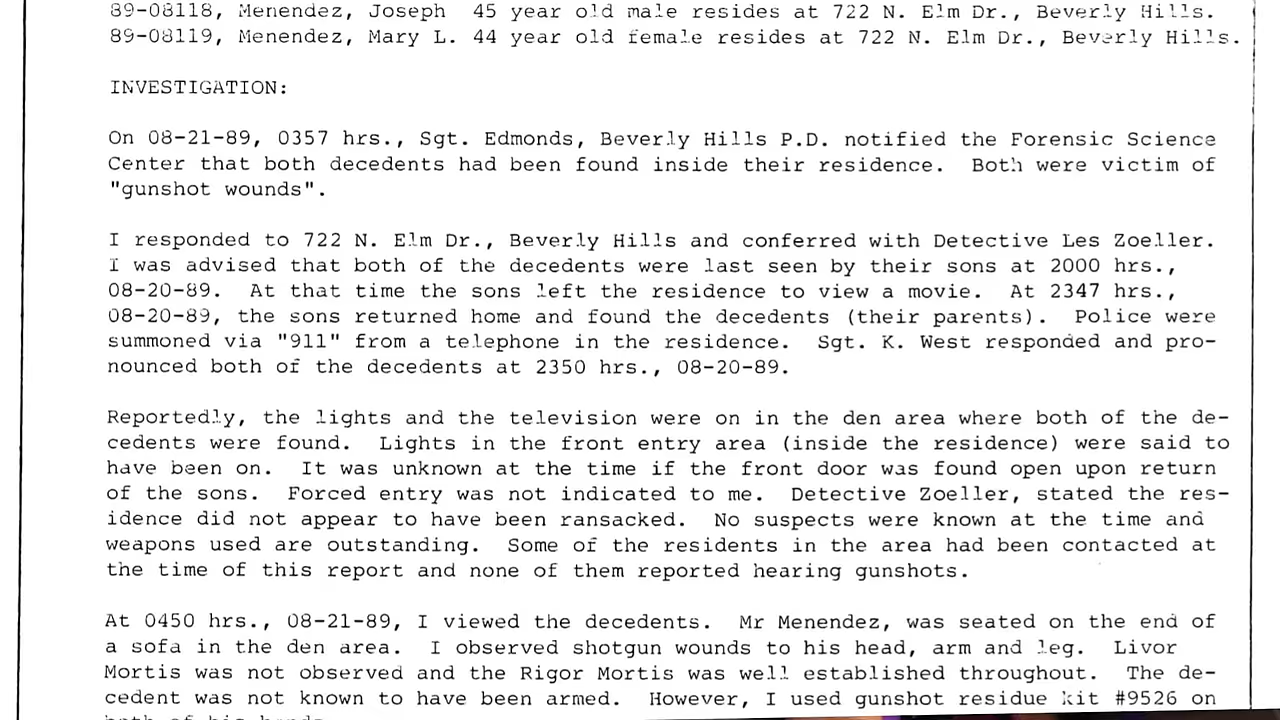 89-08118, Menendez, Joseph  45 year old male resides at 722 N. Elm Dr., Beverly Hills.
89-08119, Menendez, Mary L. 44 year old female resides at 722 N. Elm Dr., Beverly Hills.
INVESTIGATION:
On 08-21-89, 0357 hrs., Sgt. Edmonds, Beverly Hills P.D. notified the Forensic Science
Center that both decedents had been found inside their residence.  Both were victim of
"gunshot wounds".
I responded to 722 N. Elm Dr., Beverly Hills and conferred with Detective Les Zoeller.
I was advised that both of the decedents were last seen by their sons at 2000 hrs.,
08-20-89.  At that time the sons left the residence to view a movie.  At 2347 hrs.,
08-20-89, the sons returned home and found the decedents (their parents).  Police were
summoned via "911" from a telephone in the residence.  Sgt. K. West responded and pro-
nounced both of the decedents at 2350 hrs., 08-20-89.
Reportedly, the lights and the television were on in the den area where both of the de-
cedents were found.  Lights in the front entry area (inside the residence) were said to
have been on.  It was unknown at the time if the front door was found open upon return
of the sons.  Forced entry was not indicated to me.  Detective Zoeller, stated the res-
idence did not appear to have been ransacked.  No suspects were known at the time and
weapons used are outstanding.  Some of the residents in the area had been contacted at
the time of this report and none of them reported hearing gunshots.
At 0450 hrs., 08-21-89, I viewed the decedents.  Mr Menendez, was seated on the end of
a sofa in the den area.  I observed shotgun wounds to his head, arm and leg.  Livor
Mortis was not observed and the Rigor Mortis was well established throughout.  The de-
cedent was not known to have been armed.  However, I used gunshot residue kit #9526 on
both of his hands